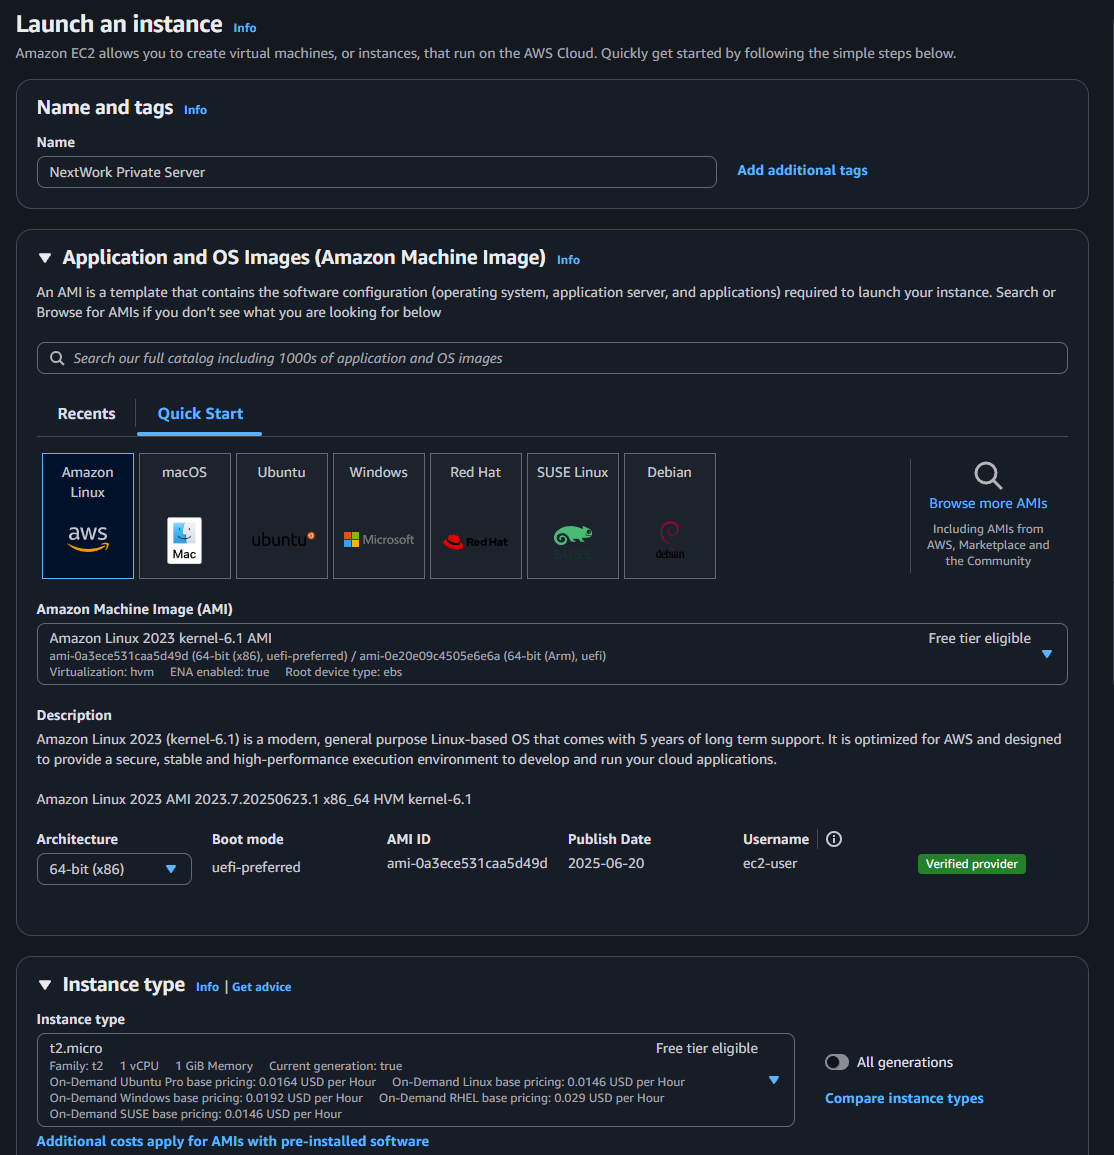 Launch an instance Info
Amazon EC2 allows you to create virtual machines, or instances, that run on the AWS Cloud. Quickly get started by following the simple steps below.
Name and tags Info
Name
NextWork Private Server
Add additional tags
Application and OS Images (Amazon Machine Image) Info
An AMI is a template that contains the software configuration (operating system, application server, and applications) required to launch your instance. Search or
Browse for AMIs if you don’t see what you are looking for below
Search our full catalog including 1000s of application and OS images
Recents
Quick Start
Amazon
Linux
aws
macOS
Mac
Ubuntu
ubuntu
Windows
Microsoft
Red Hat
Red Hat
SUSE Linux
SUSE
Debian
debian
Browse more AMIs
Including AMIs from
AWS, Marketplace and
the Community
Amazon Machine Image (AMI)
Amazon Linux 2023 kernel-6.1 AMI
Free tier eligible
ami-0a3ece531caa5d49d (64-bit (x86), uefi-preferred) / ami-0e20e09c4505e6e6a (64-bit (Arm), uefi)
Virtualization: hvm ENA enabled: true Root device type: ebs
Description
Amazon Linux 2023 (kernel-6.1) is a modern, general purpose Linux-based OS that comes with 5 years of long term support. It is optimized for AWS and designed
to provide a secure, stable and high-performance execution environment to develop and run your cloud applications.
Amazon Linux 2023 AMI 2023.7.20250623.1 x86_64 HVM kernel-6.1
Architecture
64-bit (x86)
Boot mode
uefi-preferred
AMI ID
ami-0a3ece531caa5d49d
Publish Date
2025-06-20
Username
ec2-user
Verified provider
Instance type Info | Get advice
Instance type
t2.micro
Free tier eligible
Family: t2 1 vCPU 1 GiB Memory Current generation: true
On-Demand Ubuntu Pro base pricing: 0.0164 USD per Hour On-Demand Linux base pricing: 0.0146 USD per Hour
On-Demand Windows base pricing: 0.0192 USD per Hour On-Demand RHEL base pricing: 0.029 USD per Hour
On-Demand SUSE base pricing: 0.0146 USD per Hour
All generations
Compare instance types
Additional costs apply for AMIs with pre-installed software